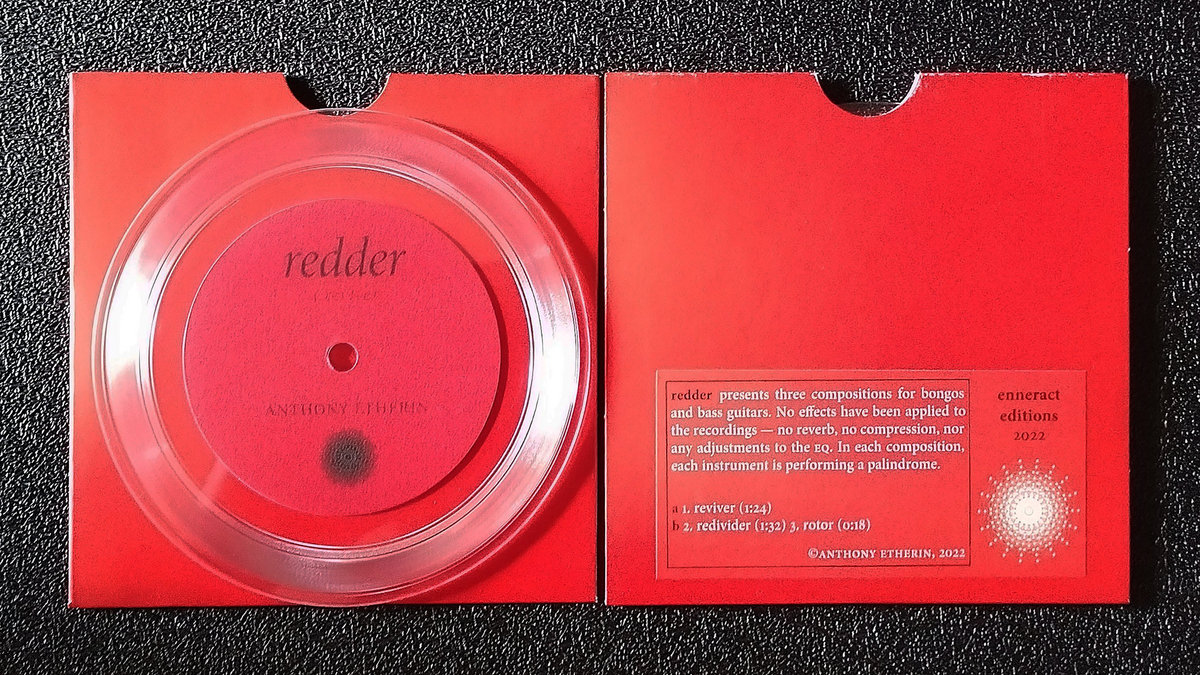 redder
ANTHONY ETHERIN
redder presents three compositions for bongos
and bass guitars. No effects have been applied to
the recordings — no reverb, no compression, nor
any adjustments to the EQ. In each composition,
each instrument is performing a palindrome.
a 1. reviver (1:24)
b 2. redivider (1:32) 3. rotor (0:18)
©ANTHONY ETHERIN, 2022
enneract
editions
2022